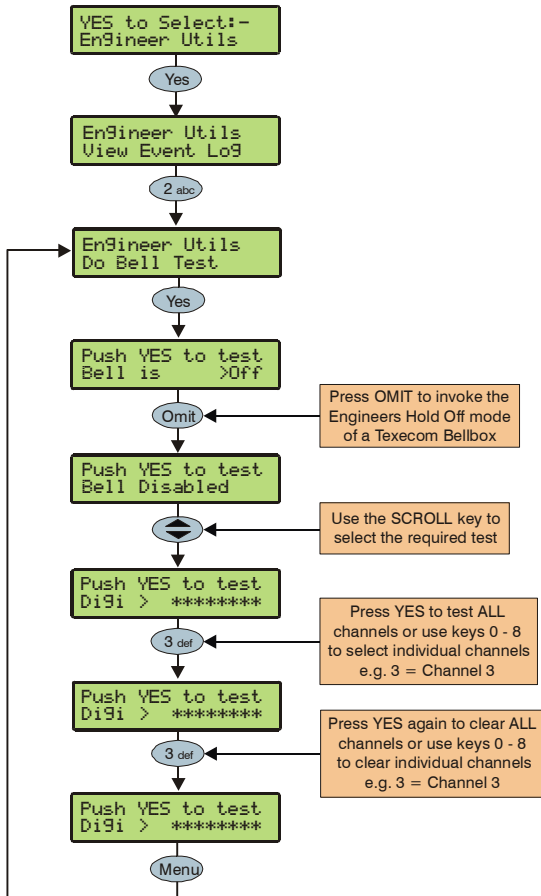 YES to Select:-
Engineer Utils
Yes
Engineer Utils
View Event Log
2 abc
Engineer Utils
Do Bell Test
Yes
Push YES to test
Bell is >Off
Omit
Press OMIT to invoke the
Engineers Hold Off mode
of a Texecom Bellbox
Push YES to test
Bell Disabled
Use the SCROLL key to
select the required test
Push YES to test
Digi > ********
3 def
Press YES to test ALL
channels or use keys 0 - 8
to select individual channels
e.g. 3 = Channel 3
Push YES to test
Digi > ********
3 def
Press YES again to clear ALL
channels or use keys 0 - 8
to clear individual channels
e.g. 3 = Channel 3
Push YES to test
Digi > ********
Menu